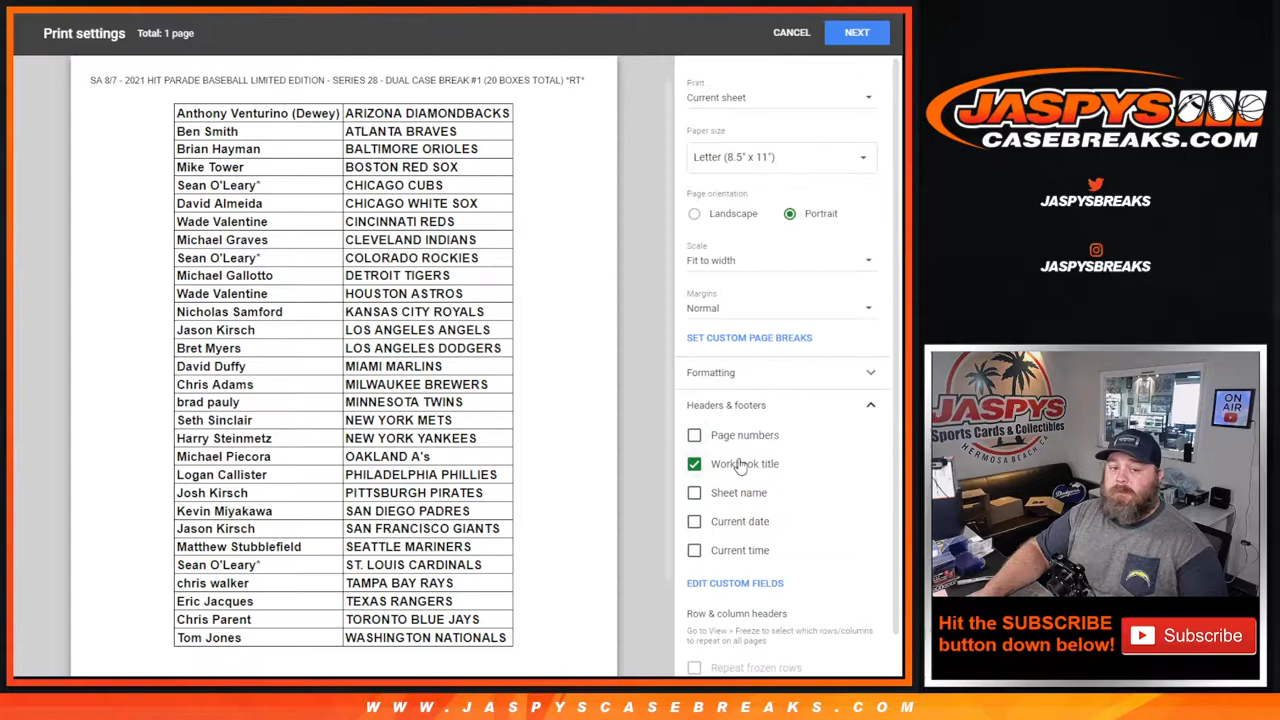 Print settings Total: 1 page CANCEL NEXT
SA 8/7 - 2021 HIT PARADE BASEBALL LIMITED EDITION - SERIES 28 - DUAL CASE BREAK #1 (20 BOXES TOTAL) *RT*
Anthony Venturino (Dewey) ARIZONA DIAMONDBACKS
Ben Smith ATLANTA BRAVES
Brian Hayman BALTIMORE ORIOLES
Mike Tower BOSTON RED SOX
Sean O'Leary* CHICAGO CUBS
David Almeida CHICAGO WHITE SOX
Wade Valentine CINCINNATI REDS
Michael Graves CLEVELAND INDIANS
Sean O'Leary* COLORADO ROCKIES
Michael Gallotto DETROIT TIGERS
Wade Valentine HOUSTON ASTROS
Nicholas Samford KANSAS CITY ROYALS
Jason Kirsch LOS ANGELES ANGELS
Bret Myers LOS ANGELES DODGERS
David Duffy MIAMI MARLINS
Chris Adams MILWAUKEE BREWERS
brad pauly MINNESOTA TWINS
Seth Sinclair NEW YORK METS
Harry Steinmetz NEW YORK YANKEES
Michael Piecora OAKLAND A's
Logan Callister PHILADELPHIA PHILLIES
Josh Kirsch PITTSBURGH PIRATES
Kevin Miyakawa SAN DIEGO PADRES
Jason Kirsch SAN FRANCISCO GIANTS
Matthew Stubblefield SEATTLE MARINERS
Sean O'Leary* ST. LOUIS CARDINALS
chris walker TAMPA BAY RAYS
Eric Jacques TEXAS RANGERS
Chris Parent TORONTO BLUE JAYS
Tom Jones WASHINGTON NATIONALS
Print
Current sheet
Paper size
Letter (8.5" x 11")
Page orientation
Landscape Portrait
Scale
Fit to width
Margins
Normal
SET CUSTOM PAGE BREAKS
Formatting
Headers & footers
Page numbers
Workbook title
Sheet name
Current date
Current time
EDIT CUSTOM FIELDS
Row & column headers
Go to View > Freeze to select which rows/columns
to repeat on all pages
Repeat frozen rows
JASPYS
CASEBREAKS.COM
JASPYSBREAKS
JASPYSBREAKS
JASPYS
Sports Cards & Collectibles
HERMOSA BEACH CA.
ON
AIR
Dodgers
Hit the SUBSCRIBE
button down below!
Subscribe
WWW.JASPYSCASEBREAKS.COM